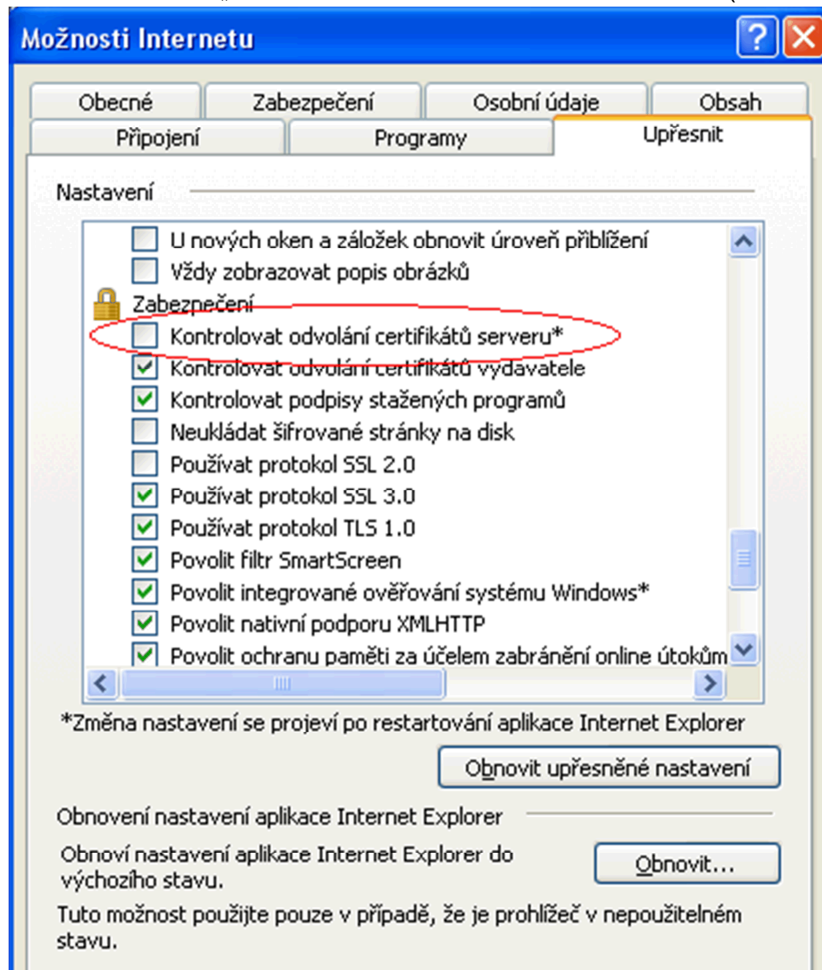 Možnosti Internetu
Obecné Zabezpečení Osobní údaje Obsah
Připojení Programy Upřesnit
Nastavení
U nových oken a záložek obnovit úroveň přiblížení
Vždy zobrazovat popis obrázků
Zabezpečení
Kontrolovat odvolání certifikátů serveru*
Kontrolovat odvolání certifikátů vydavatele
Kontrolovat podpisy stažených programů
Neukládat šifrované stránky na disk
Používat protokol SSL 2.0
Používat protokol SSL 3.0
Používat protokol TLS 1.0
Povolit filtr SmartScreen
Povolit integrované ověřování systému Windows*
Povolit nativní podporu XMLHTTP
Povolit ochranu paměti za účelem zabránění online útokům
*Změna nastavení se projeví po restartování aplikace Internet Explorer
Obnovit upřesněné nastavení
Obnovení nastavení aplikace Internet Explorer
Obnoví nastavení aplikace Internet Explorer do
výchozího stavu.
Obnovit...
Tuto možnost použijte pouze v případě, že je prohlížeč v nepoužitelném
stavu.